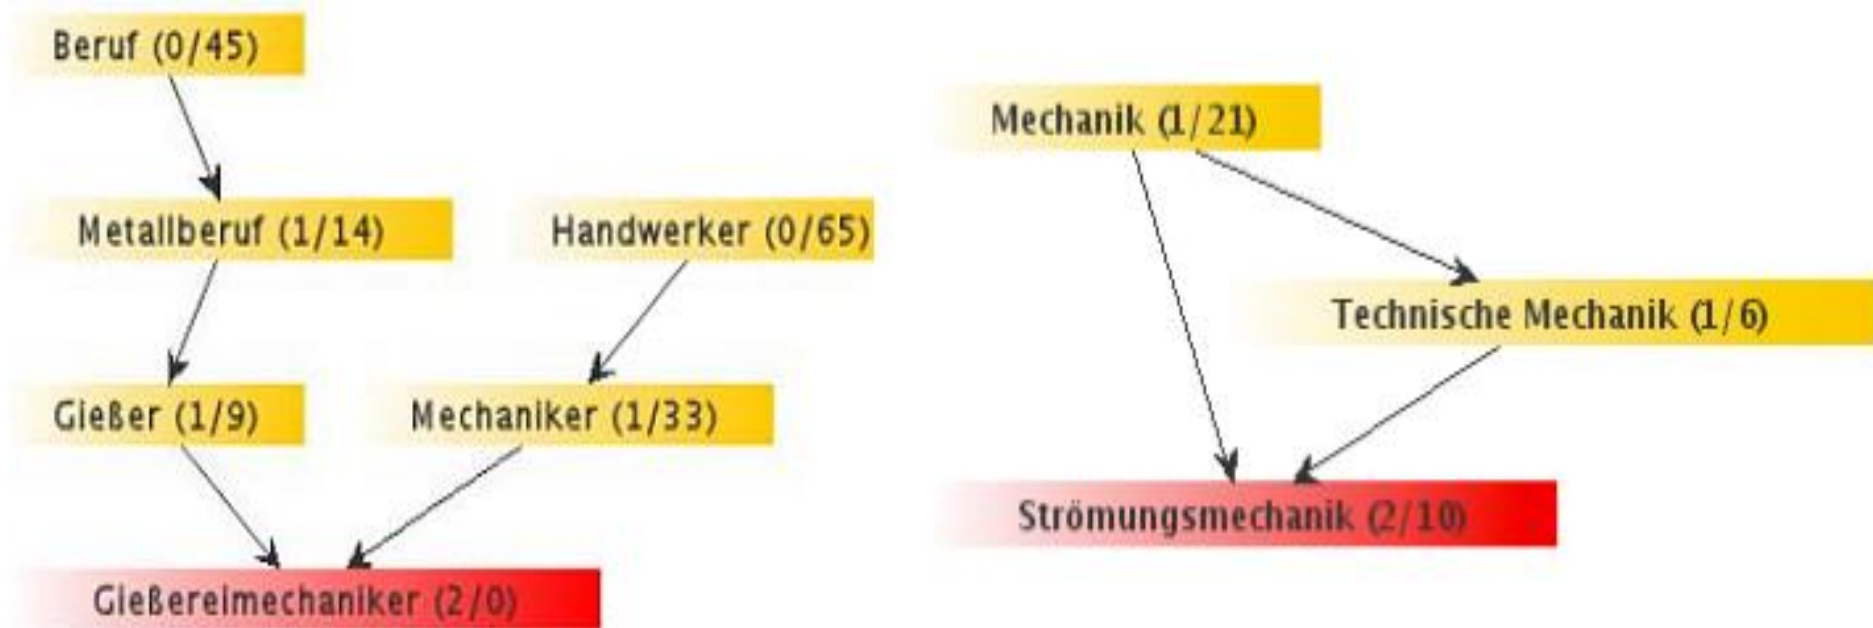 Beruf (0/45)
Metallberuf (1/14)
Handwerker (0/65)
Gießer (1/9)
Mechaniker (1/33)
Gießereimechaniker (2/0)
Mechanik (1/21)
Technische Mechanik (1/6)
Strömungsmechanik (2/10)